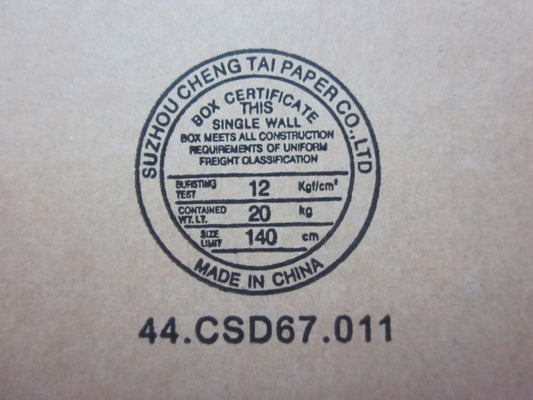 SUZHOU CHENG TAI PAPER CO.,LTD
BOX CERTIFICATE
THIS
SINGLE WALL
BOX MEETS ALL CONSTRUCTION
REQUIREMENTS OF UNIFORM
FREIGHT CLASSIFICATION
BURSTING TEST 12 Kgf/cm²
CONTAINED WT. LT. 20 kg
SIZE LIMIT 140 cm
MADE IN CHINA
44.CSD67.011